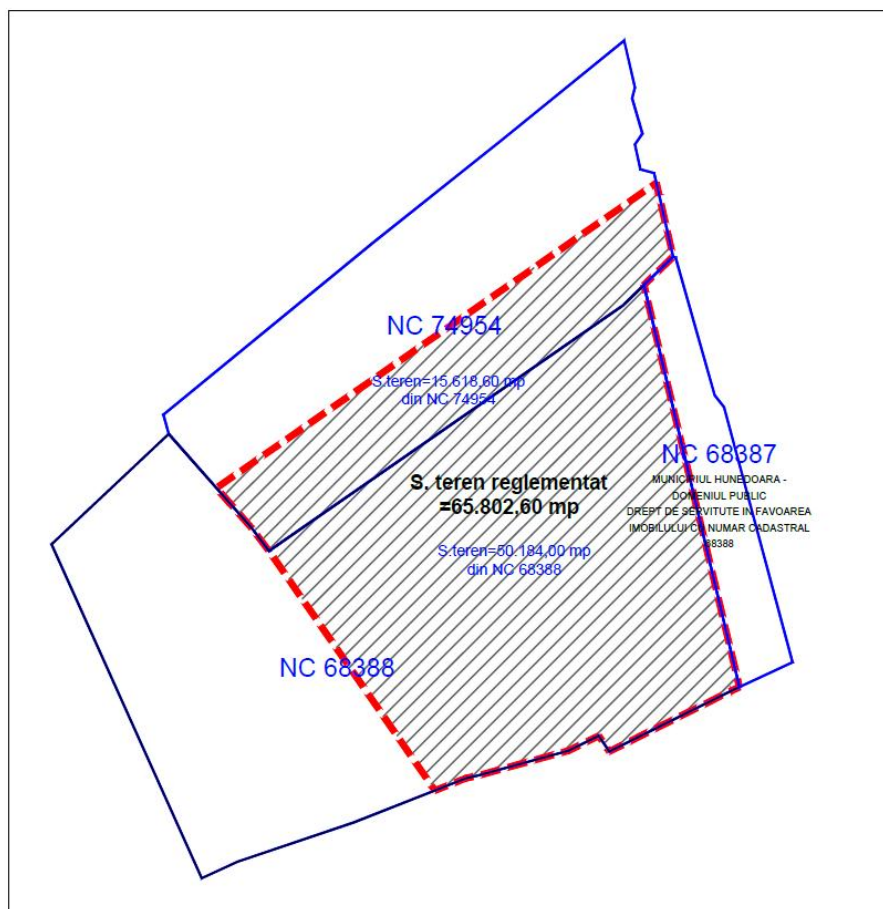 NC 74954
S.teren=15.618,60 mp
din NC 74954
NC 68387
MUNICIPIUL HUNEDOARA -
DOMENIUL PUBLIC
DREPT DE SERVITUTE IN FAVOAREA
IMOBILULUI CU NUMAR CADASTRAL
68388
S. teren reglementat
=65.802,60 mp
S.teren=50.184,00 mp
din NC 68388
NC 68388